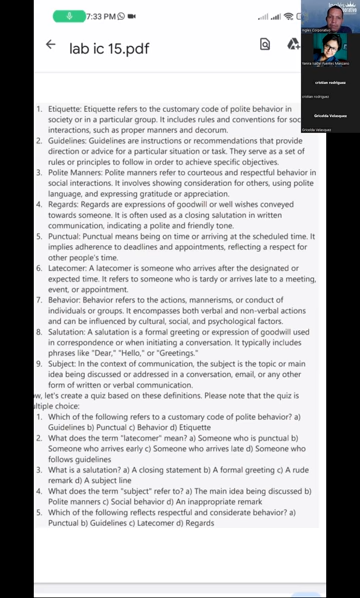 7:33 PM
lab ic 15.pdf
1. Etiquette: Etiquette refers to the customary code of polite behavior in
society or in a particular group. It includes rules and conventions for soc
interactions, such as proper manners and decorum.
2. Guidelines: Guidelines are instructions or recommendations that provide
direction or advice for a particular situation or task. They serve as a set of
rules or principles to follow in order to achieve specific objectives.
3. Polite Manners: Polite manners refer to courteous and respectful behavior in
social interactions. It involves showing consideration for others, using polite
language, and expressing gratitude or appreciation.
4. Regards: Regards are expressions of goodwill or well wishes conveyed
towards someone. It is often used as a closing salutation in written
communication, indicating a polite and friendly tone.
5. Punctual: Punctual means being on time or arriving at the scheduled time. It
implies adherence to deadlines and appointments, reflecting a respect for
other people's time.
6. Latecomer: A latecomer is someone who arrives after the designated or
expected time. It refers to someone who is tardy or arrives late to a meeting,
event, or appointment.
7. Behavior: Behavior refers to the actions, mannerisms, or conduct of
individuals or groups. It encompasses both verbal and non-verbal actions
and can be influenced by cultural, social, and psychological factors.
8. Salutation: A salutation is a formal greeting or expression of goodwill used
in correspondence or when initiating a conversation. It typically includes
phrases like "Dear," "Hello," or "Greetings."
9. Subject: In the context of communication, the subject is the topic or main
idea being discussed or addressed in a conversation, email, or any other
form of written or verbal communication.
ow, let's create a quiz based on these definitions. Please note that the quiz is
ultiple choice:
1. Which of the following refers to a customary code of polite behavior? a)
Guidelines b) Punctual c) Behavior d) Etiquette
2. What does the term "latecomer" mean? a) Someone who is punctual b)
Someone who arrives early c) Someone who arrives late d) Someone who
follows guidelines
3. What is a salutation? a) A closing statement b) A formal greeting c) A rude
remark d) A subject line
4. What does the term "subject" refer to? a) The main idea being discussed b)
Polite manners c) Social behavior d) An inappropriate remark
5. Which of the following reflects respectful and considerate behavior? a)
Punctual b) Guidelines c) Latecomer d) Regards
cristian rodriguez
cristian rodriguez
Griselda Velasquez
Griselda Velasquez